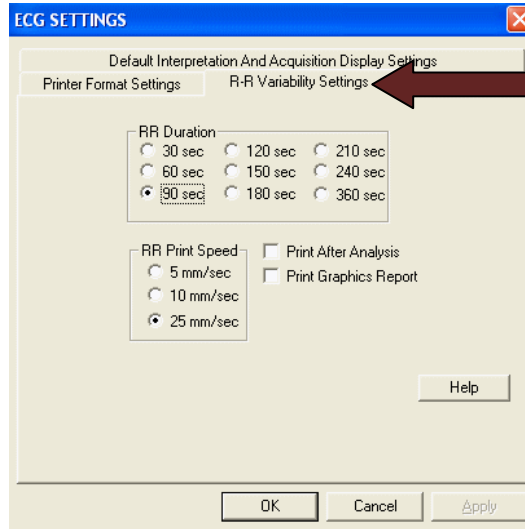 ECG SETTINGS
Default Interpretation And Acquisition Display Settings
Printer Format Settings R-R Variability Settings
RR Duration
30 sec 120 sec 210 sec
60 sec 150 sec 240 sec
90 sec 180 sec 360 sec
RR Print Speed Print After Analysis
5 mm/sec Print Graphics Report
10 mm/sec
25 mm/sec
Help
OK Cancel Apply